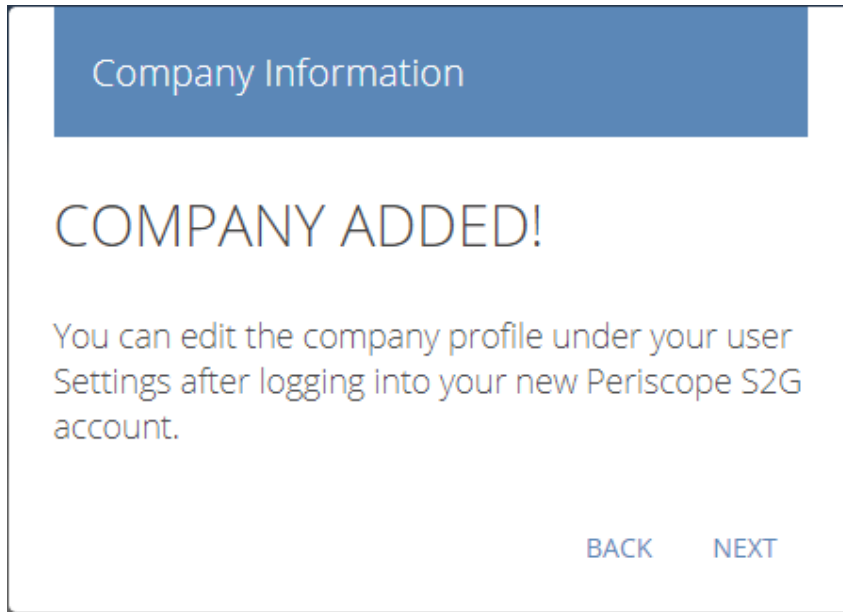 Company Information
COMPANY ADDED!
You can edit the company profile under your user
Settings after logging into your new Periscope S2G
account.
BACK NEXT